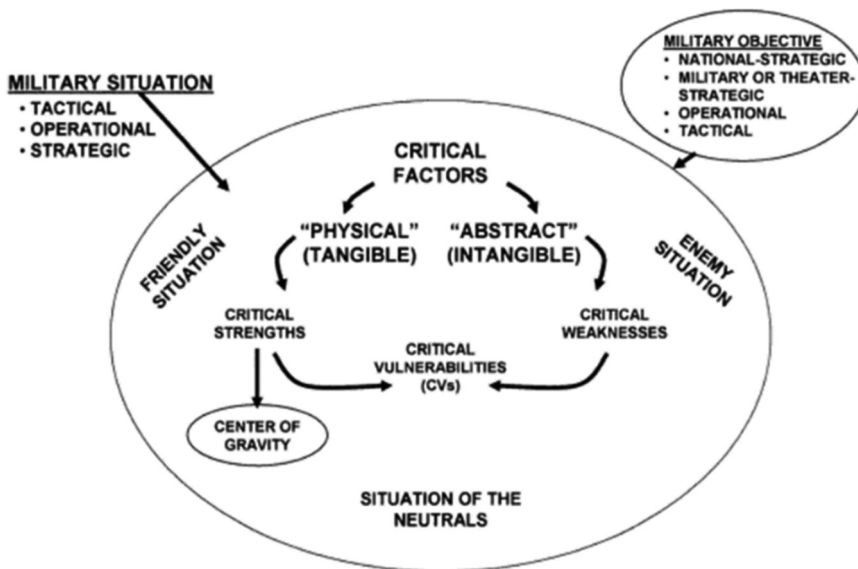 MILITARY SITUATION
• TACTICAL
• OPERATIONAL
• STRATEGIC
MILITARY OBJECTIVE
• NATIONAL-STRATEGIC
• MILITARY OR THEATER-
STRATEGIC
• OPERATIONAL
• TACTICAL
CRITICAL
FACTORS
“PHYSICAL”
(TANGIBLE)
“ABSTRACT”
(INTANGIBLE)
FRIENDLY
SITUATION
ENEMY
SITUATION
CRITICAL
STRENGTHS
CRITICAL
WEAKNESSES
CRITICAL
VULNERABILITIES
(CVs)
CENTER OF
GRAVITY
SITUATION OF THE
NEUTRALS